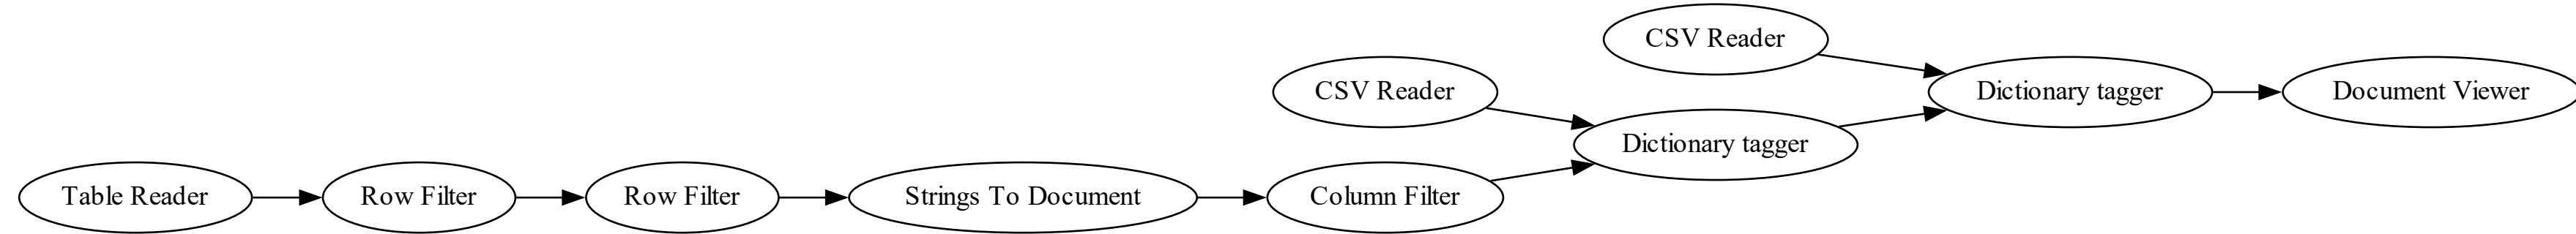 CSV Reader
CSV Reader
Dictionary tagger
Document Viewer
Dictionary tagger
Table Reader
Row Filter
Row Filter
Strings To Document
Column Filter